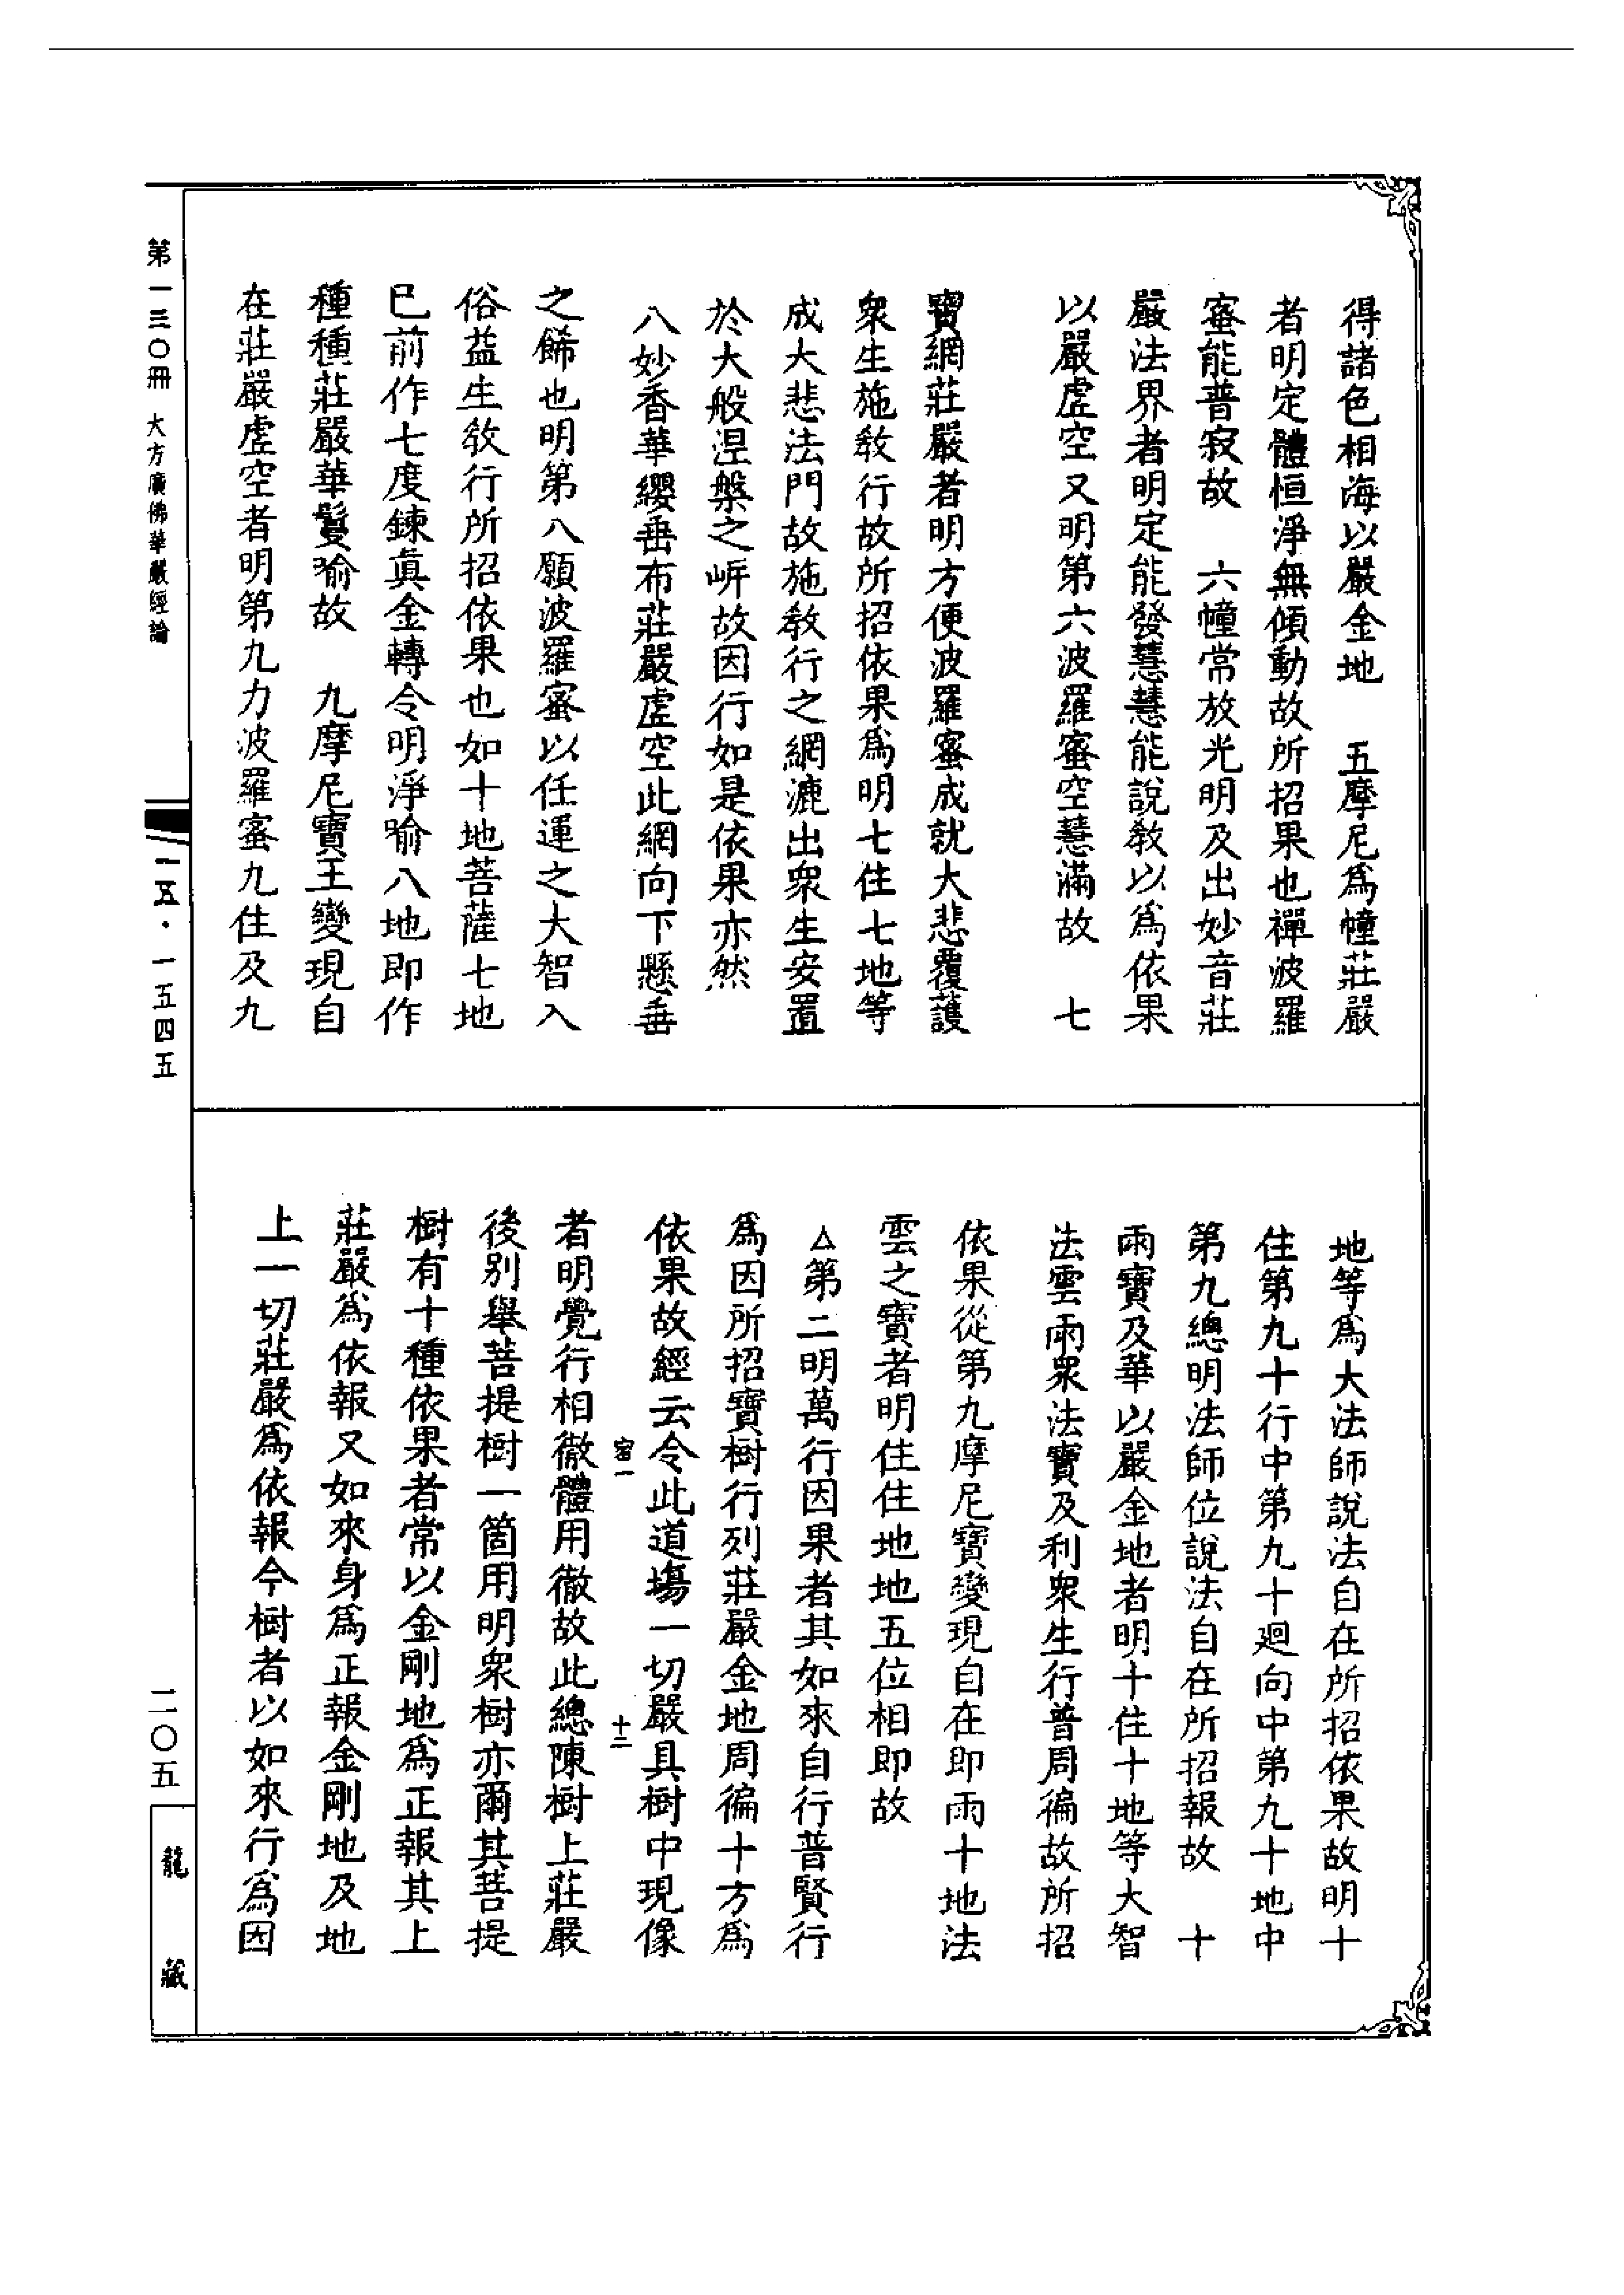 得諸色相海以嚴金地　五摩尼爲幢莊嚴
者明定體恒淨無傾動故所招果也禪波羅
蜜能普寂故　六幢常放光明及出妙音莊
嚴法界者明定能發慧慧能說教以爲依果
以嚴虛空又明第六波羅蜜空慧滿故　七
寶網莊嚴者明方便波羅蜜成就大悲覆護
衆生施教行故所招依果爲明七住七地等
成大悲法門故施教行之網漉出衆生安置
於大般涅槃之岸故因行如是依果亦然
八妙香華纓垂布莊嚴虛空此網向下懸垂
之餙也明第八願波羅蜜以任運之大智入
俗益生教行所招依果也如十地菩薩七地
已前作七度鍊真金轉令明淨喻八地即作
種種莊嚴華鬘喻故　九摩尼寶王變現自
在莊嚴虛空者明第九力波羅蜜九住及九
地等爲大法師說法自在所招依果故明十
住第九十行中第九十迴向中第九十地中
第九總明法師位說法自在所招報故　十
雨寶及華以嚴金地者明十住十地等大智
法雲雨衆法寶及利衆生行普周徧故所招
依果從第九摩尼寶變現自在即雨十地法
雲之寶者明住住地地五位相即故
△第二明萬行因果者其如來自行普賢行
爲因所招寶樹行列莊嚴金地周徧十方爲
依果故經云令此道場一切嚴具樹中現像
者明覺行相徹體用徹故此總陳樹上莊嚴
後別舉菩提樹一箇用明衆樹亦爾其菩提
樹有十種依果者常以金剛地爲正報其上
莊嚴爲依報又如來身爲正報金剛地及地
上一切莊嚴爲依報今樹者以如來行爲因
宿一
十二
第一三〇冊　大方廣佛華嚴經論
一五·一五四五
二〇五
龍藏